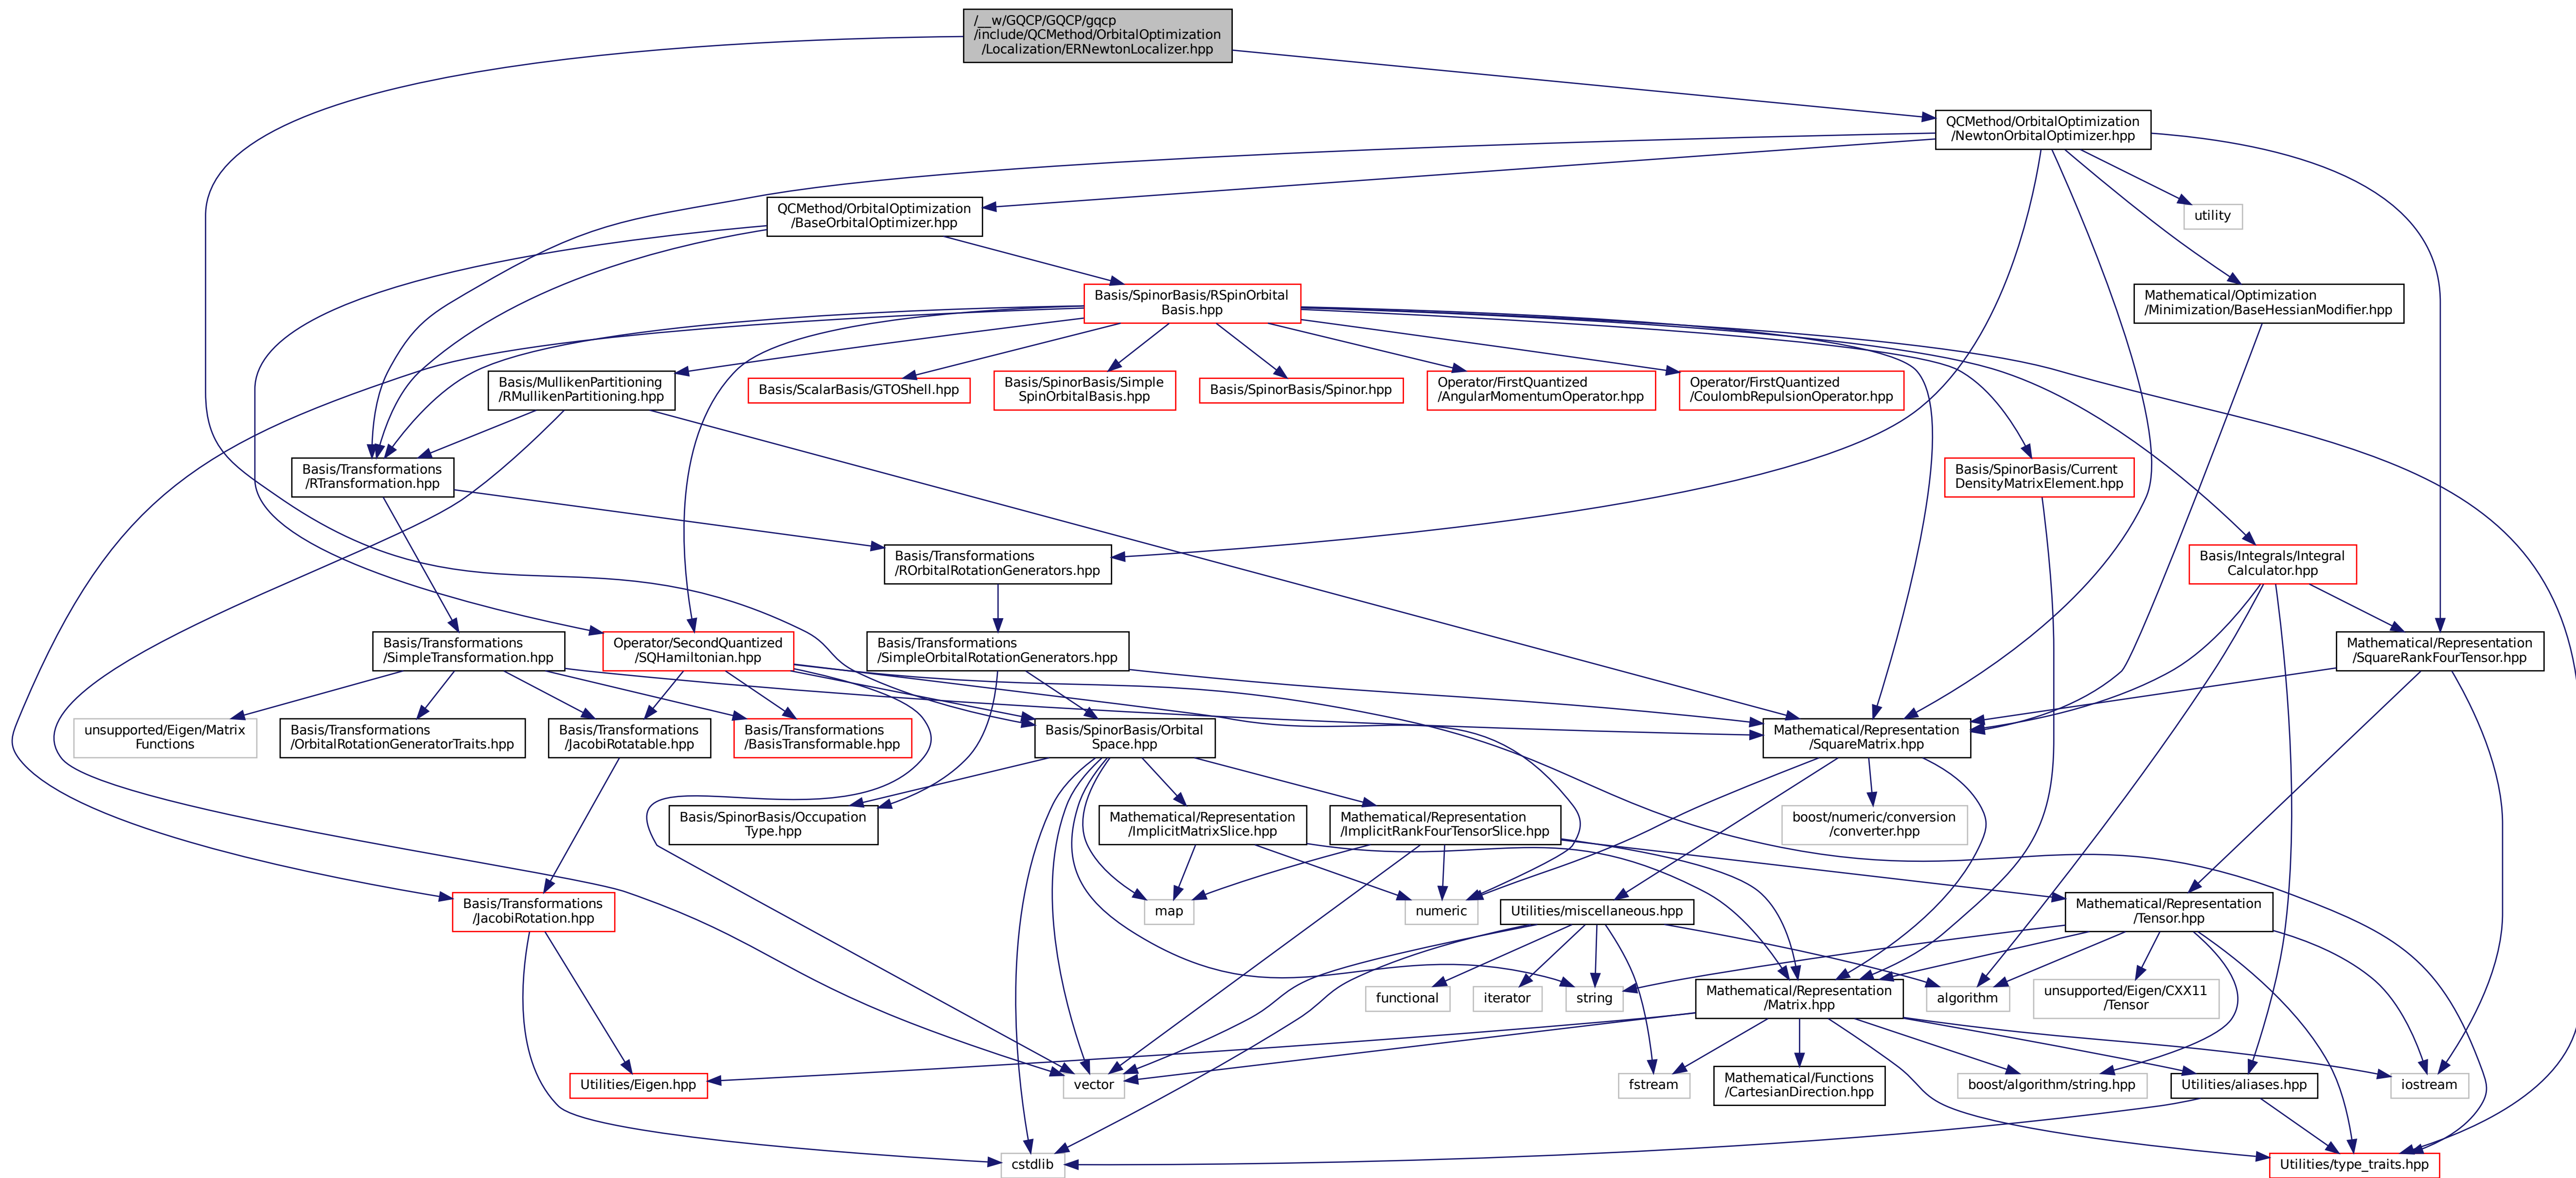 /__w/GQCP/GQCP/gqcp
/include/QCMethod/OrbitalOptimization
/Localization/ERNewtonLocalizer.hpp
QCMethod/OrbitalOptimization
/NewtonOrbitalOptimizer.hpp
QCMethod/OrbitalOptimization
/BaseOrbitalOptimizer.hpp
utility
Basis/SpinorBasis/RSpinOrbital
Basis.hpp
Mathematical/Optimization
/Minimization/BaseHessianModifier.hpp
Basis/MullikenPartitioning
/RMullikenPartitioning.hpp
Basis/ScalarBasis/GTOShell.hpp
Basis/SpinorBasis/Simple
SpinOrbitalBasis.hpp
Basis/SpinorBasis/Spinor.hpp
Operator/FirstQuantized
/AngularMomentumOperator.hpp
Operator/FirstQuantized
/CoulombRepulsionOperator.hpp
Basis/Transformations
/RTransformation.hpp
Basis/SpinorBasis/Current
DensityMatrixElement.hpp
Basis/Transformations
/ROrbitalRotationGenerators.hpp
Basis/Integrals/Integral
Calculator.hpp
Basis/Transformations
/SimpleTransformation.hpp
Operator/SecondQuantized
/SQHamiltonian.hpp
Basis/Transformations
/SimpleOrbitalRotationGenerators.hpp
Mathematical/Representation
/SquareRankFourTensor.hpp
unsupported/Eigen/Matrix
Functions
Basis/Transformations
/OrbitalRotationGeneratorTraits.hpp
Basis/Transformations
/JacobiRotatable.hpp
Basis/Transformations
/BasisTransformable.hpp
Basis/SpinorBasis/Orbital
Space.hpp
Mathematical/Representation
/SquareMatrix.hpp
Basis/SpinorBasis/Occupation
Type.hpp
Mathematical/Representation
/ImplicitMatrixSlice.hpp
Mathematical/Representation
/ImplicitRankFourTensorSlice.hpp
boost/numeric/conversion
/converter.hpp
Basis/Transformations
/JacobiRotation.hpp
map
numeric
Utilities/miscellaneous.hpp
Mathematical/Representation
/Tensor.hpp
functional
iterator
string
Mathematical/Representation
/Matrix.hpp
algorithm
unsupported/Eigen/CXX11
/Tensor
Utilities/Eigen.hpp
vector
fstream
Mathematical/Functions
/CartesianDirection.hpp
boost/algorithm/string.hpp
Utilities/aliases.hpp
iostream
cstdlib
Utilities/type_traits.hpp